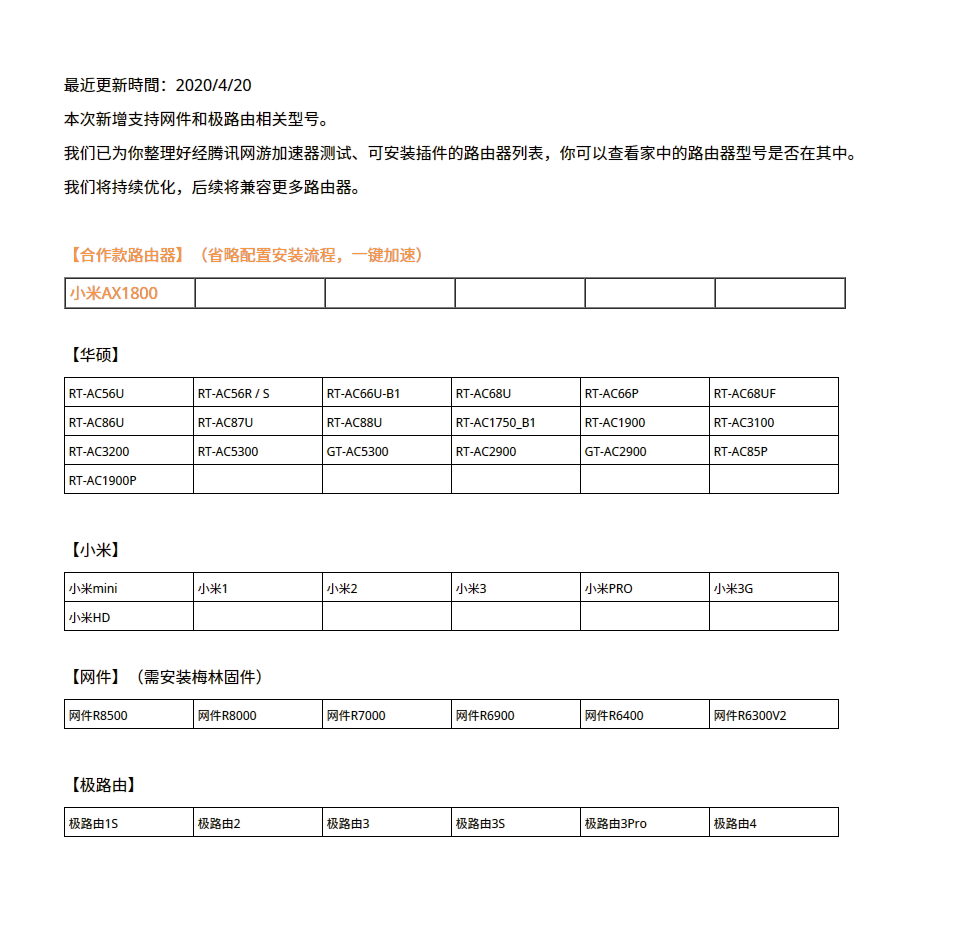 最近更新時間：2020/4/20
本次新增支持网件和极路由相关型号。
我们已为你整理好经腾讯网游加速器测试、可安装插件的路由器列表，你可以查看家中的路由器型号是否在其中。
我们将持续优化，后续将兼容更多路由器。
【合作款路由器】（省略配置安装流程，一键加速）
小米AX1800
【华硕】
RT-AC56U RT-AC56R / S RT-AC66U-B1 RT-AC68U RT-AC66P RT-AC68UF
RT-AC86U RT-AC87U RT-AC88U RT-AC1750_B1 RT-AC1900 RT-AC3100
RT-AC3200 RT-AC5300 GT-AC5300 RT-AC2900 GT-AC2900 RT-AC85P
RT-AC1900P
【小米】
小米mini 小米1 小米2 小米3 小米PRO 小米3G
小米HD
【网件】（需安装梅林固件）
网件R8500 网件R8000 网件R7000 网件R6900 网件R6400 网件R6300V2
【极路由】
极路由1S 极路由2 极路由3 极路由3S 极路由3Pro 极路由4